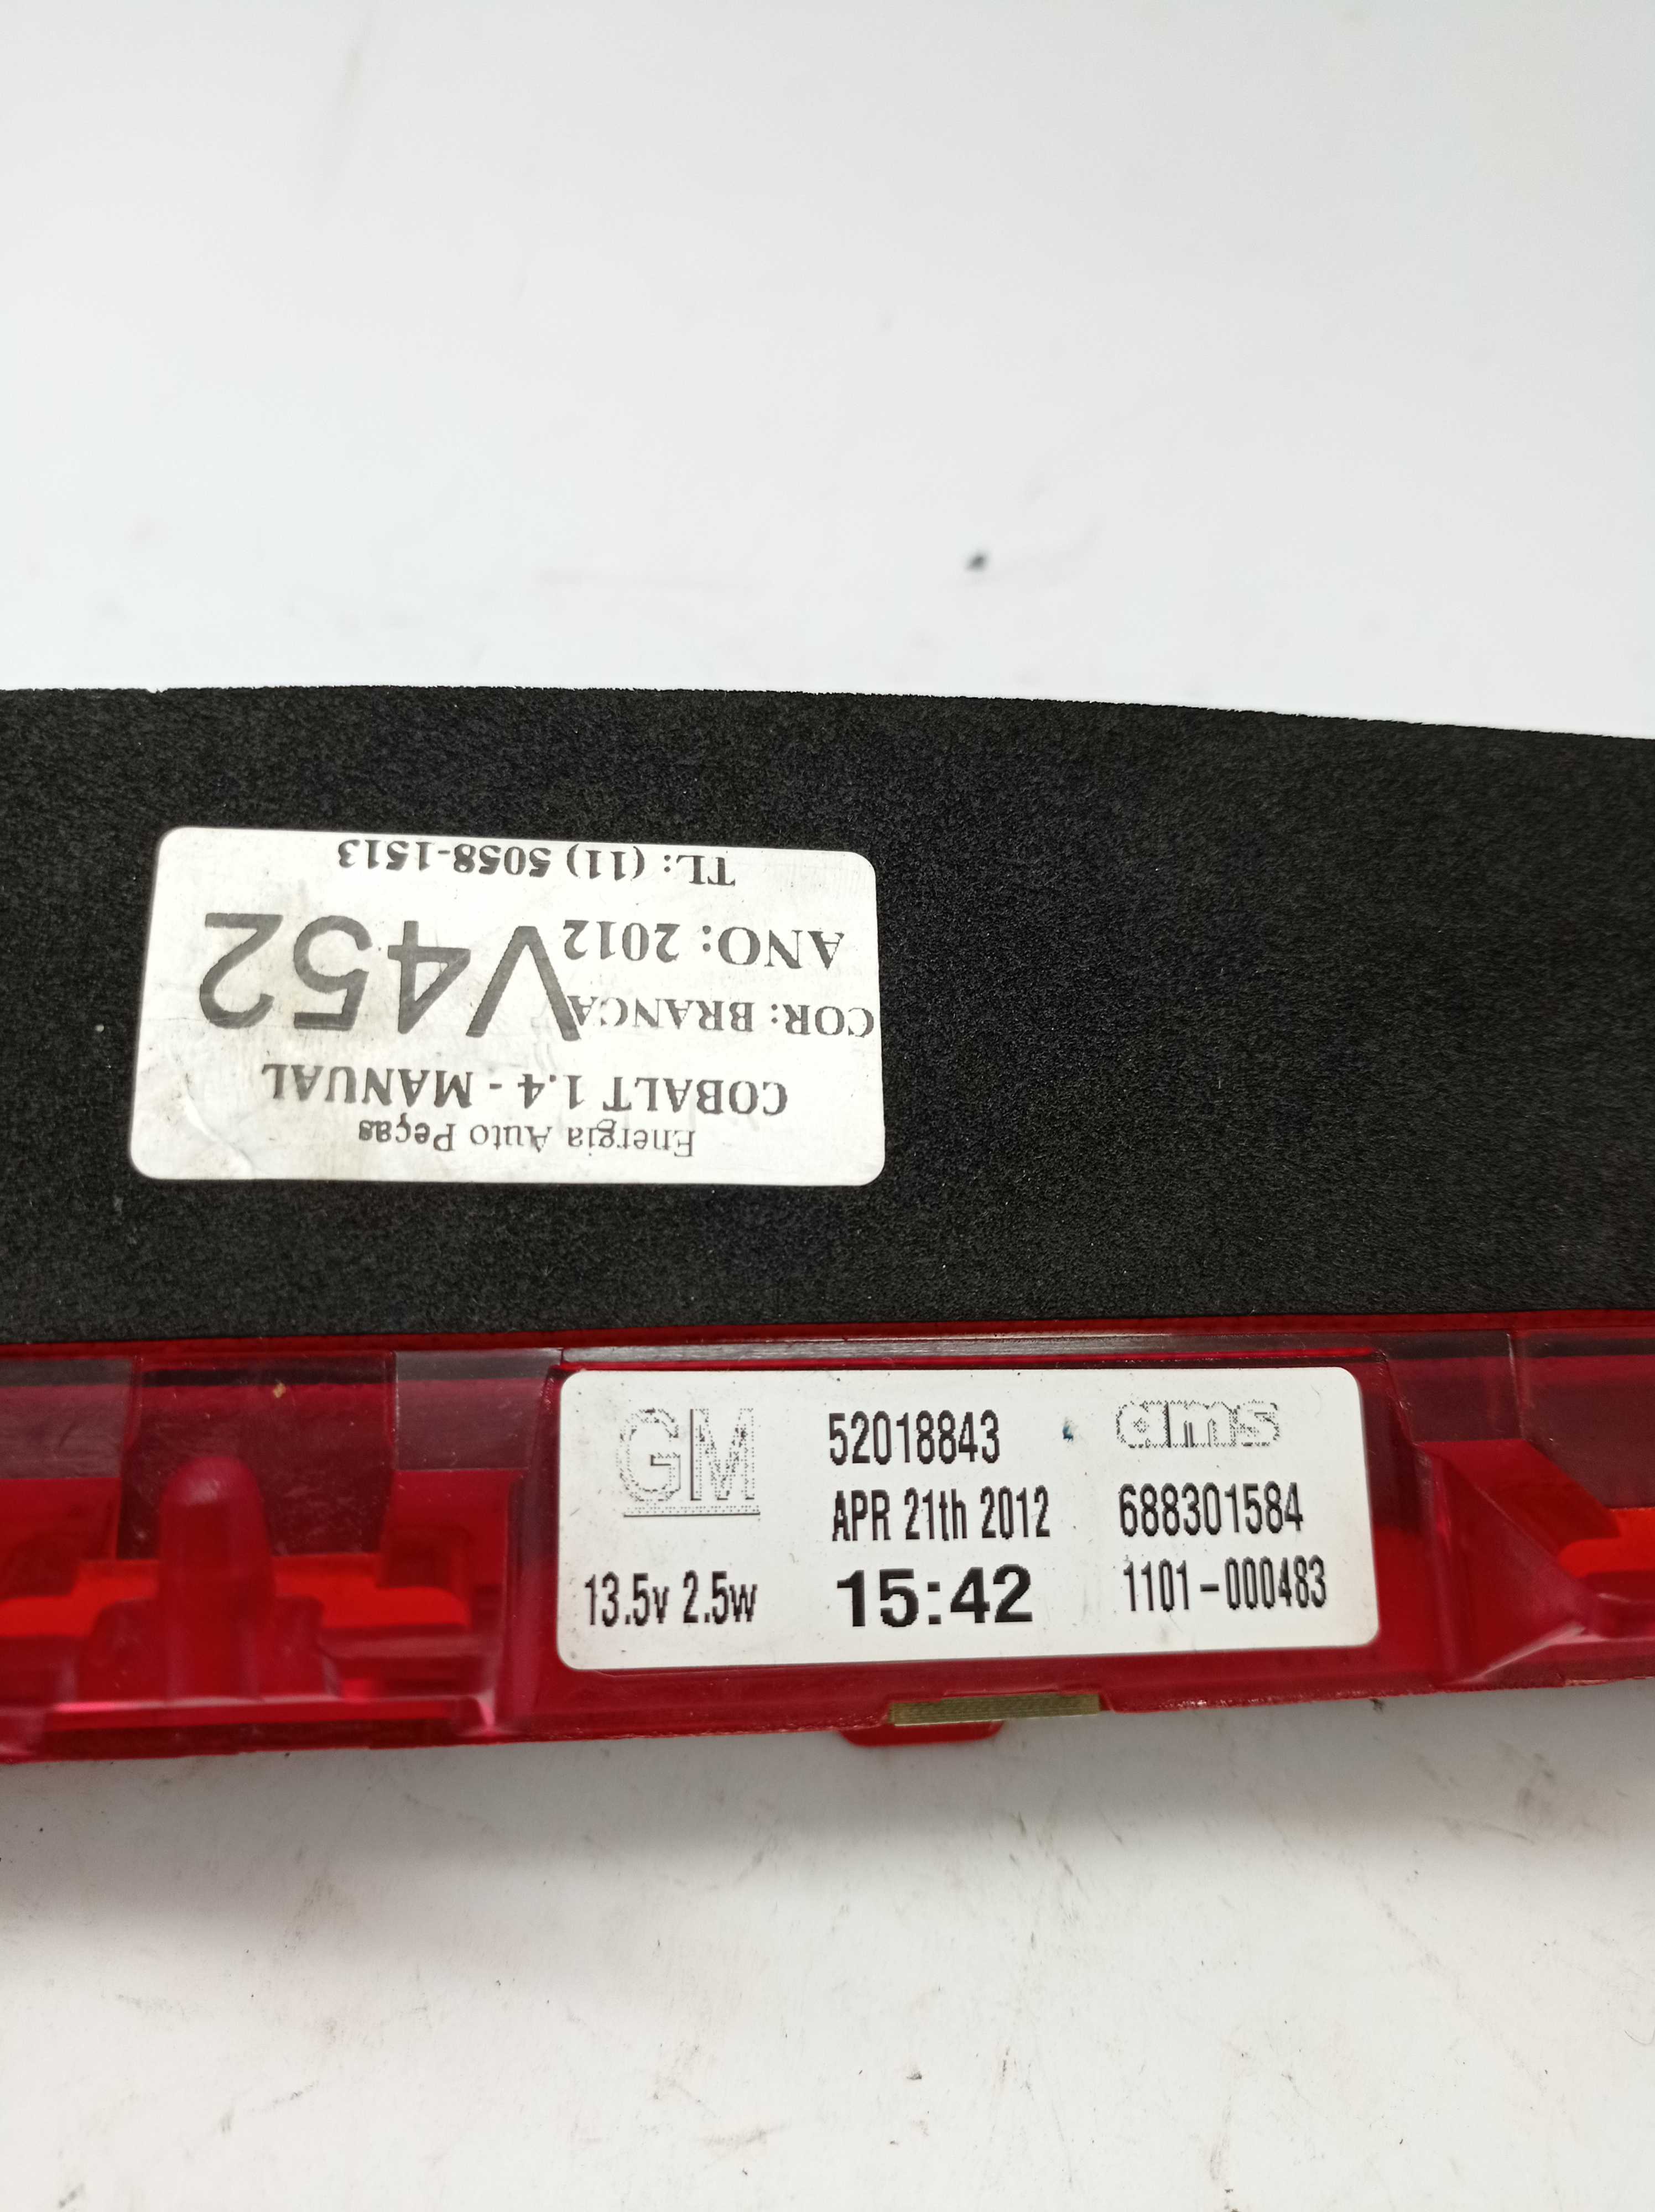 Energia Auto Peças
COBALT 1.4 - MANUAL
COR: BRANCA
ANO: 2012
V452
TL: (11) 5058-1513
GM
52018843
ams
APR 21th 2012
688301584
13.5v 2.5w
15:42
1101-000483